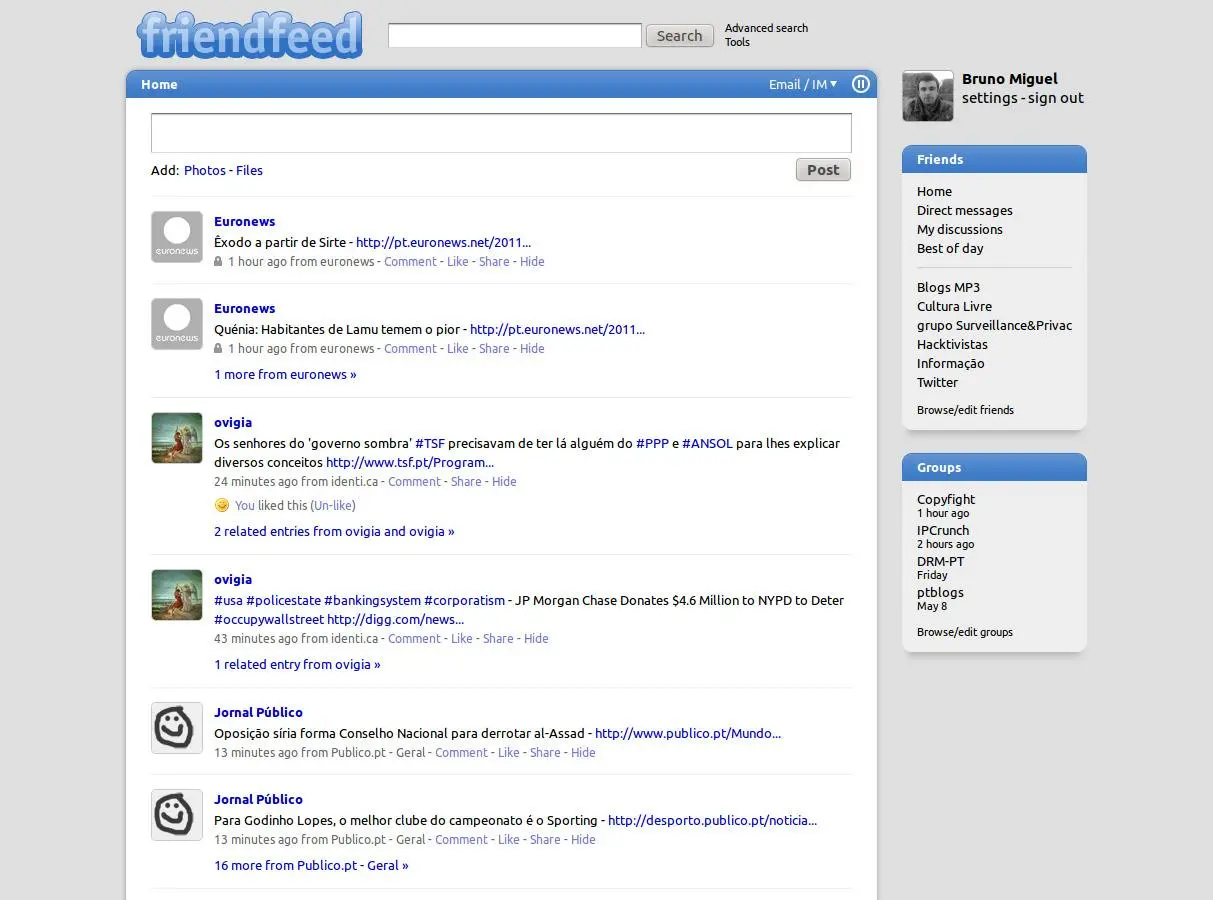 friendfeed
Search
Advanced search
Tools
Home
Email / IM
Bruno Miguel
settings - sign out
Add: Photos - Files
Post
euronews
Euronews
Êxodo a partir de Sirte - http://pt.euronews.net/2011...
1 hour ago from euronews - Comment - Like - Share - Hide
euronews
Euronews
Quénia: Habitantes de Lamu temem o pior - http://pt.euronews.net/2011...
1 hour ago from euronews - Comment - Like - Share - Hide
1 more from euronews »
ovigia
Os senhores do 'governo sombra' #TSF precisavam de ter lá alguém do #PPP e #ANSOL para lhes explicar
diversos conceitos http://www.tsf.pt/Program...
24 minutes ago from identi.ca - Comment - Share - Hide
You liked this (Un-like)
2 related entries from ovigia and ovigia »
ovigia
#usa #policestate #bankingsystem #corporatism - JP Morgan Chase Donates $4.6 Million to NYPD to Deter
#occupywallstreet http://digg.com/news...
43 minutes ago from identi.ca - Comment - Like - Share - Hide
1 related entry from ovigia »
Jornal Público
Oposição síria forma Conselho Nacional para derrotar al-Assad - http://www.publico.pt/Mundo...
13 minutes ago from Publico.pt - Geral - Comment - Like - Share - Hide
Jornal Público
Para Godinho Lopes, o melhor clube do campeonato é o Sporting - http://desporto.publico.pt/noticia...
13 minutes ago from Publico.pt - Geral - Comment - Like - Share - Hide
16 more from Publico.pt - Geral »
Friends
Home
Direct messages
My discussions
Best of day
Blogs MP3
Cultura Livre
grupo Surveillance&Privac
Hacktivistas
Informação
Twitter
Browse/edit friends
Groups
Copyfight
1 hour ago
IPCrunch
2 hours ago
DRM-PT
Friday
ptblogs
May 8
Browse/edit groups